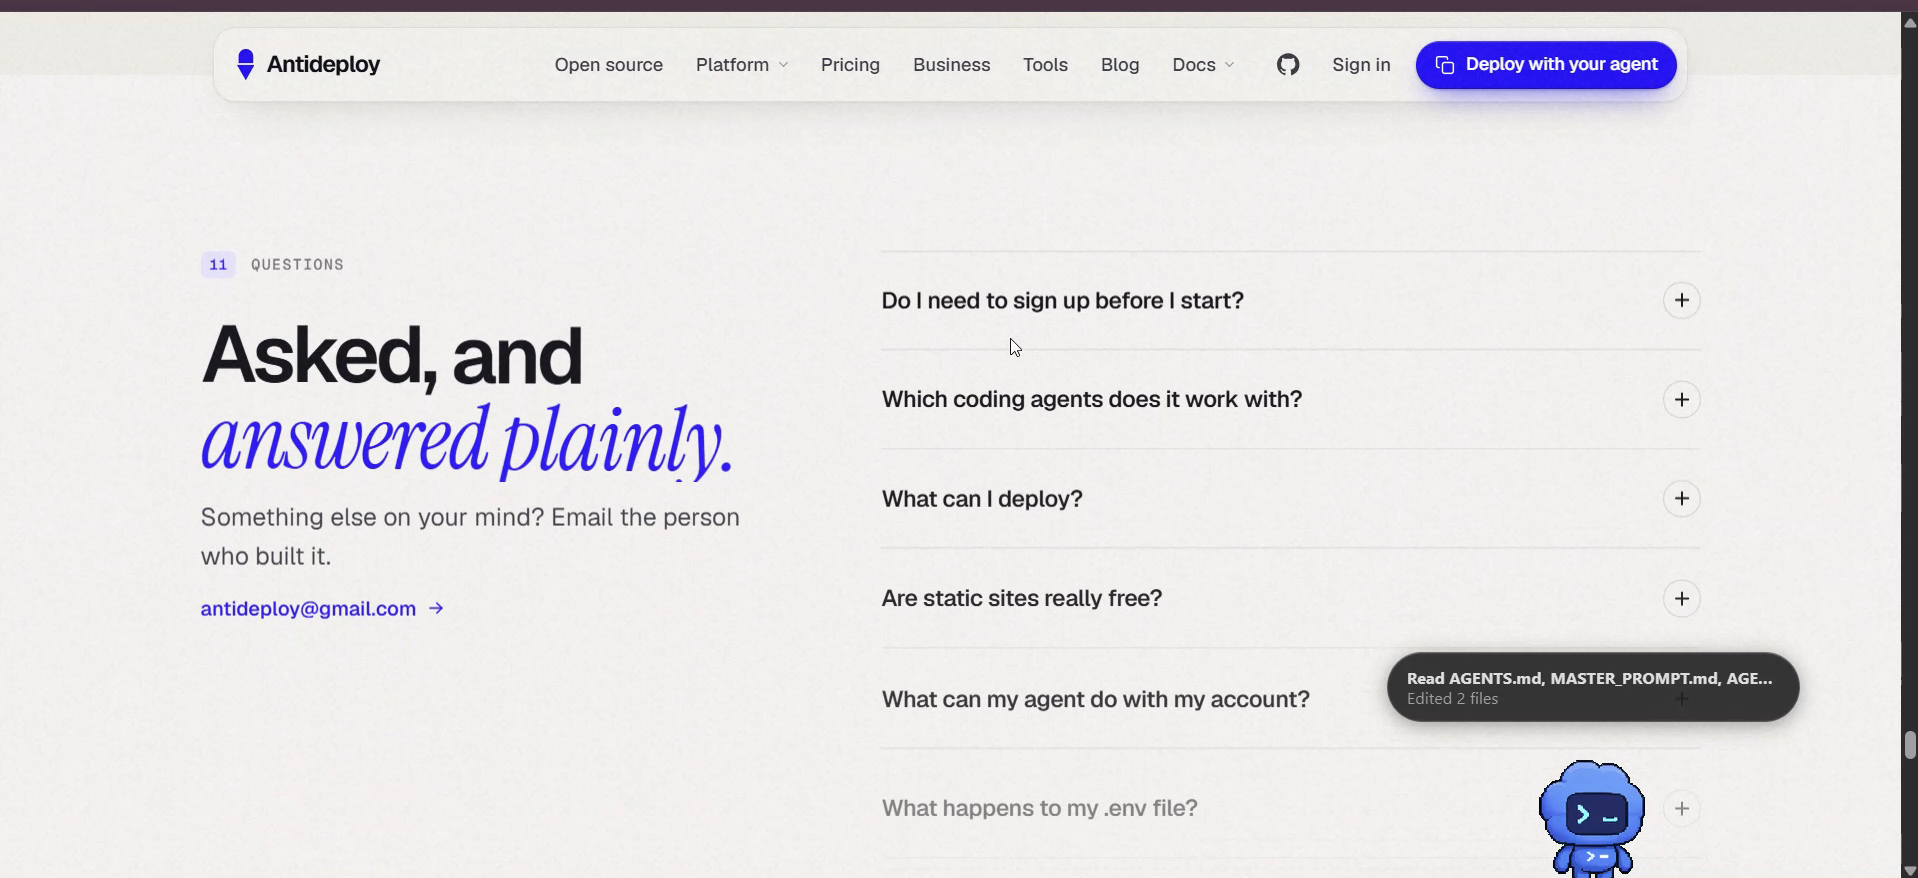 Antideploy
Open source
Platform
Pricing
Business
Tools
Blog
Docs
Sign in
Deploy with your agent
11 QUESTIONS
Asked, and
answered plainly.
Something else on your mind? Email the person
who built it.
antideploy@gmail.com →
Do I need to sign up before I start?
Which coding agents does it work with?
What can I deploy?
Are static sites really free?
What can my agent do with my account?
What happens to my .env file?
Read AGENTS.md, MASTER_PROMPT.md, AGE...
Edited 2 files